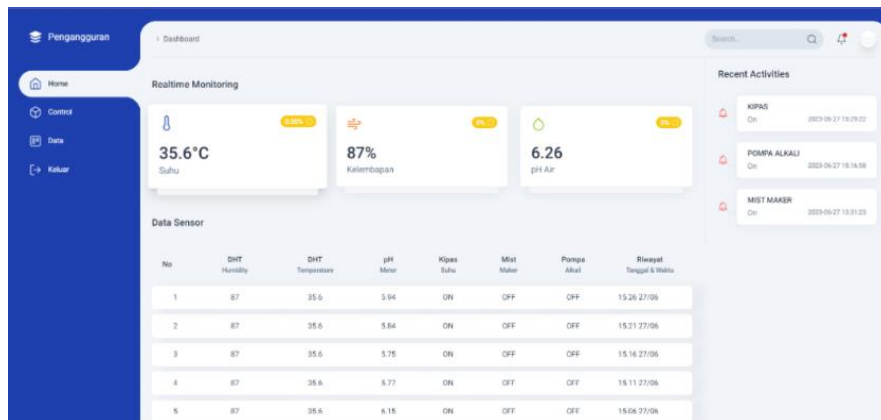 Pengangguran
Dashboard
Search...
Home
Control
Data
Keluar
Realtime Monitoring
0.00%
35.6°C
Suhu
0%
87%
Kelembapan
0%
6.26
pH Air
Recent Activities
KIPAS
On
POMPA ALKALI
On 2023-06-27 15:16:58
MIST MAKER
On 2023-06-27 13:31:23
Data Sensor
No DHT Humidity DHT Temperature pH Meter Kipas Suhu Mist Maker Pompa Alkali Riwayat Tanggal & Waktu
1 87 35.6 5.94 ON OFF OFF 15.26 27/06
2 87 35.6 5.84 ON OFF OFF 15.21 27/06
3 87 35.6 5.75 ON OFF OFF 15.16 27/06
4 87 35.6 5.77 ON OFF OFF 15.11 27/06
5 87 35.6 6.15 ON OFF OFF 15.06 27/06